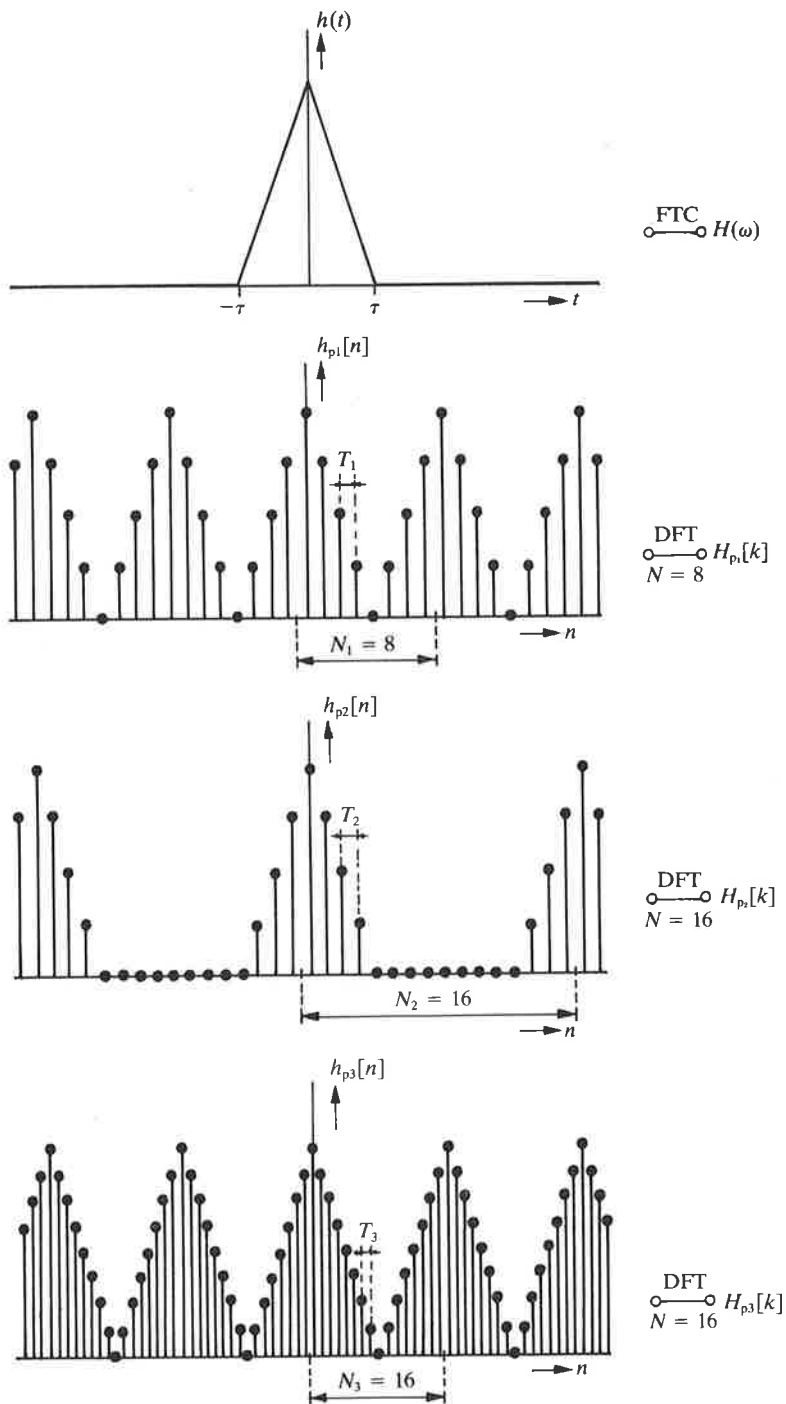 h(t)
FTC
H(ω)
−τ
τ
t
h_p1[n]
T_1
DFT
H_p₁[k]
N = 8
n
N_1 = 8
h_p2[n]
T_2
DFT
H_p₂[k]
N = 16
N_2 = 16
n
h_p3[n]
T_3
DFT
H_p3[k]
N = 16
n
N_3 = 16